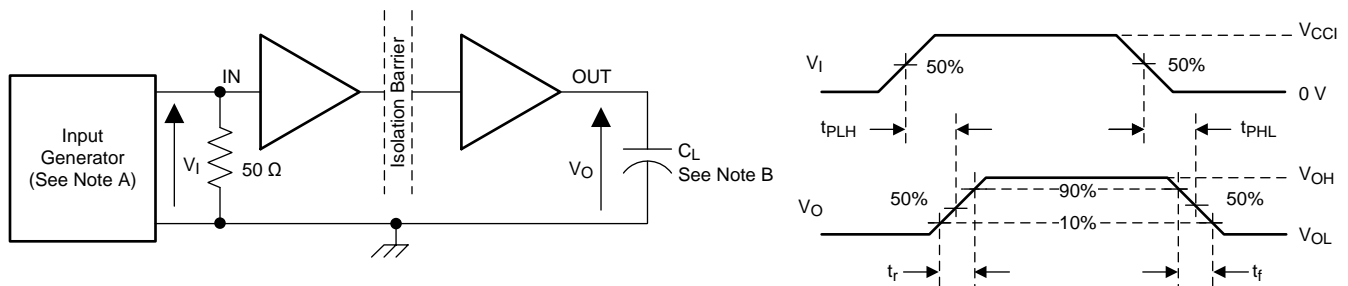 Input
Generator
(See Note A)
V_I
IN
50 Ω
Isolation Barrier
OUT
V_O
C_L
See Note B
V_I
50%
50%
V_CCI
0 V
t_PLH
t_PHL
V_O
50%
90%
50%
10%
V_OH
V_OL
t_r
t_f